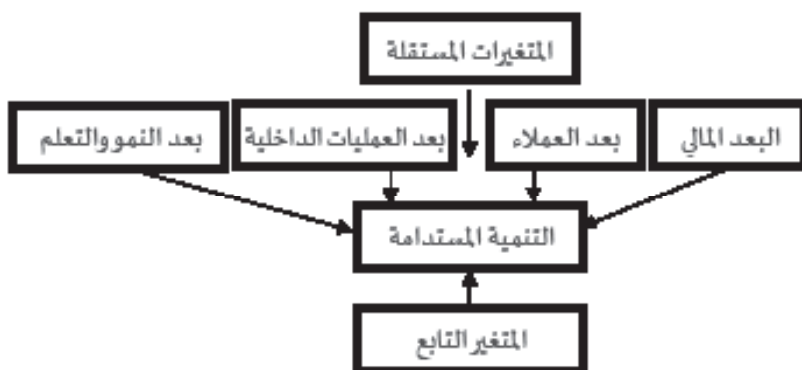 المتغيرات المستقلة
البعد المالي
بعد العملاء
بعد العمليات الداخلية
بعد النمو والتعلم
التنمية المستدامة
المتغير التابع